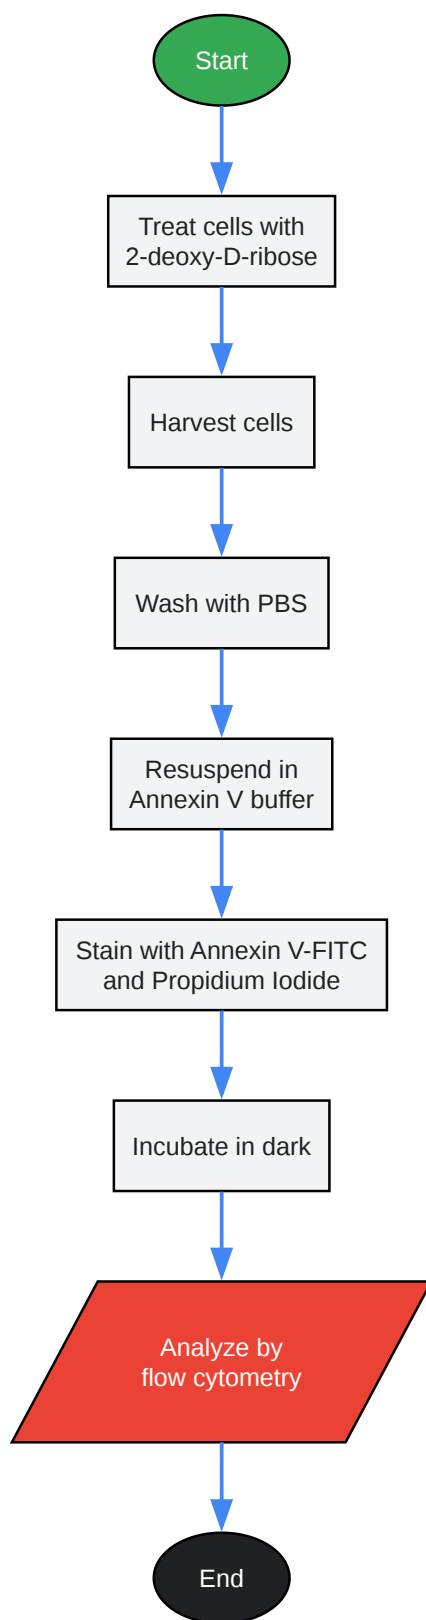 Start
Treat cells with
2-deoxy-D-ribose
Harvest cells
Wash with PBS
Resuspend in
Annexin V buffer
Stain with Annexin V-FITC
and Propidium Iodide
Incubate in dark
Analyze by
flow cytometry
End